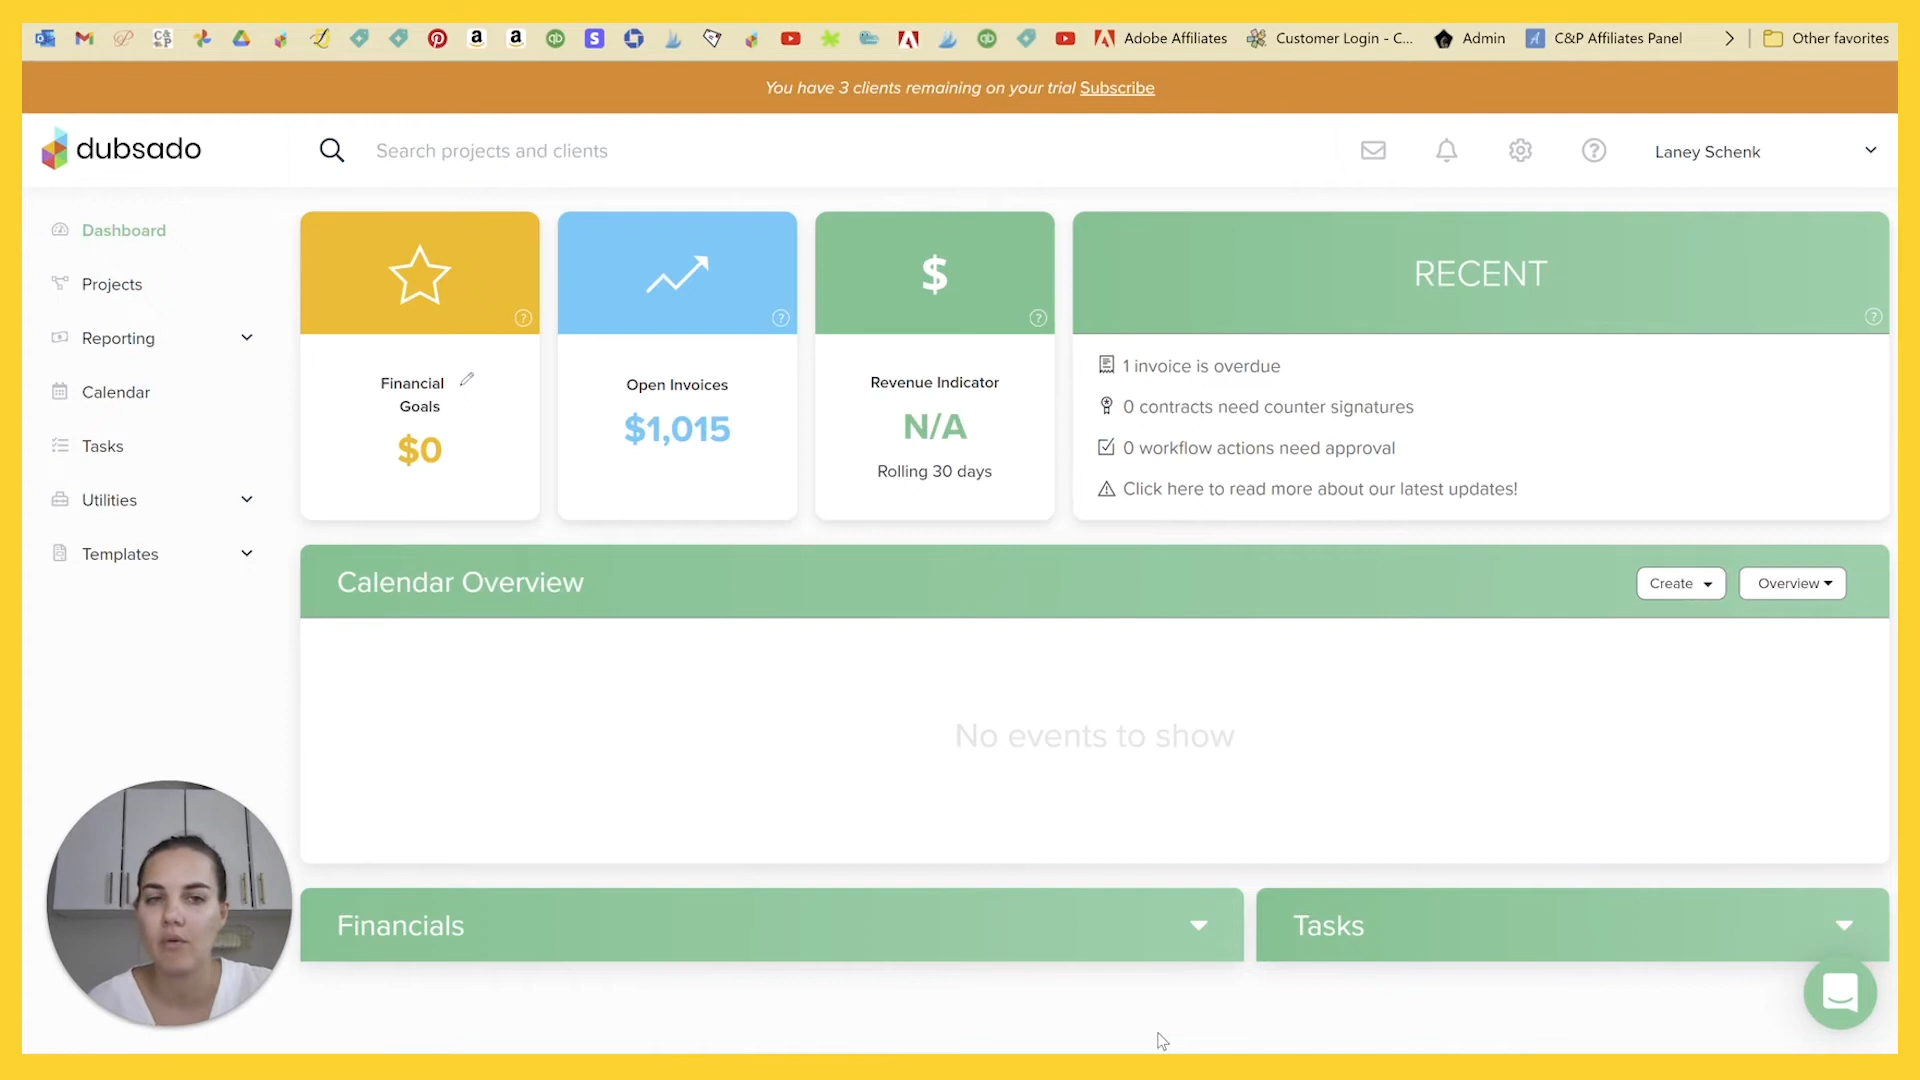 Adobe Affiliates
Customer Login - C...
Admin
C&P Affiliates Panel
Other favorites
You have 3 clients remaining on your trial Subscribe
dubsado
Search projects and clients
Laney Schenk
Dashboard
Projects
Reporting
Calendar
Tasks
Utilities
Templates
Financial
Goals
$0
Open Invoices
$1,015
$
Revenue Indicator
N/A
Rolling 30 days
RECENT
1 invoice is overdue
0 contracts need counter signatures
0 workflow actions need approval
Click here to read more about our latest updates!
Calendar Overview
Create
Overview
No events to show
Financials
Tasks